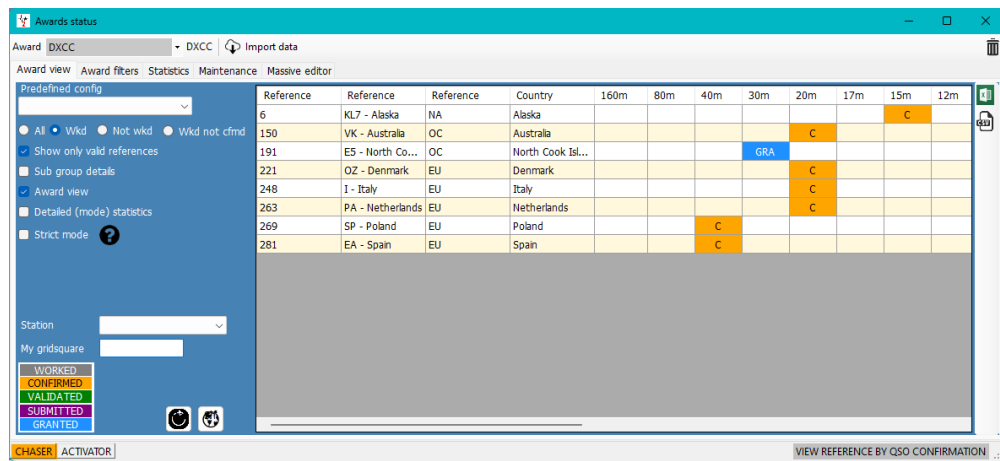 Awards status
Award DXCC DXCC Import data
Award view Award filters Statistics Maintenance Massive editor
Predefined config
All Wkd Not wkd Wkd not cfmd
Show only valid references
Sub group details
Award view
Detailed (mode) statistics
Strict mode ?
Station
My gridsquare
WORKED
CONFIRMED
VALIDATED
SUBMITTED
GRANTED
Reference Reference Reference Country 160m 80m 40m 30m 20m 17m 15m 12m
6 KL7 - Alaska NA Alaska C
150 VK - Australia OC Australia C
191 E5 - North Co... OC North Cook Isl... GRA
221 OZ - Denmark EU Denmark C
248 I - Italy EU Italy C
263 PA - Netherlands EU Netherlands C
269 SP - Poland EU Poland C
281 EA - Spain EU Spain C
CSV
CHASER ACTIVATOR VIEW REFERENCE BY QSO CONFIRMATION